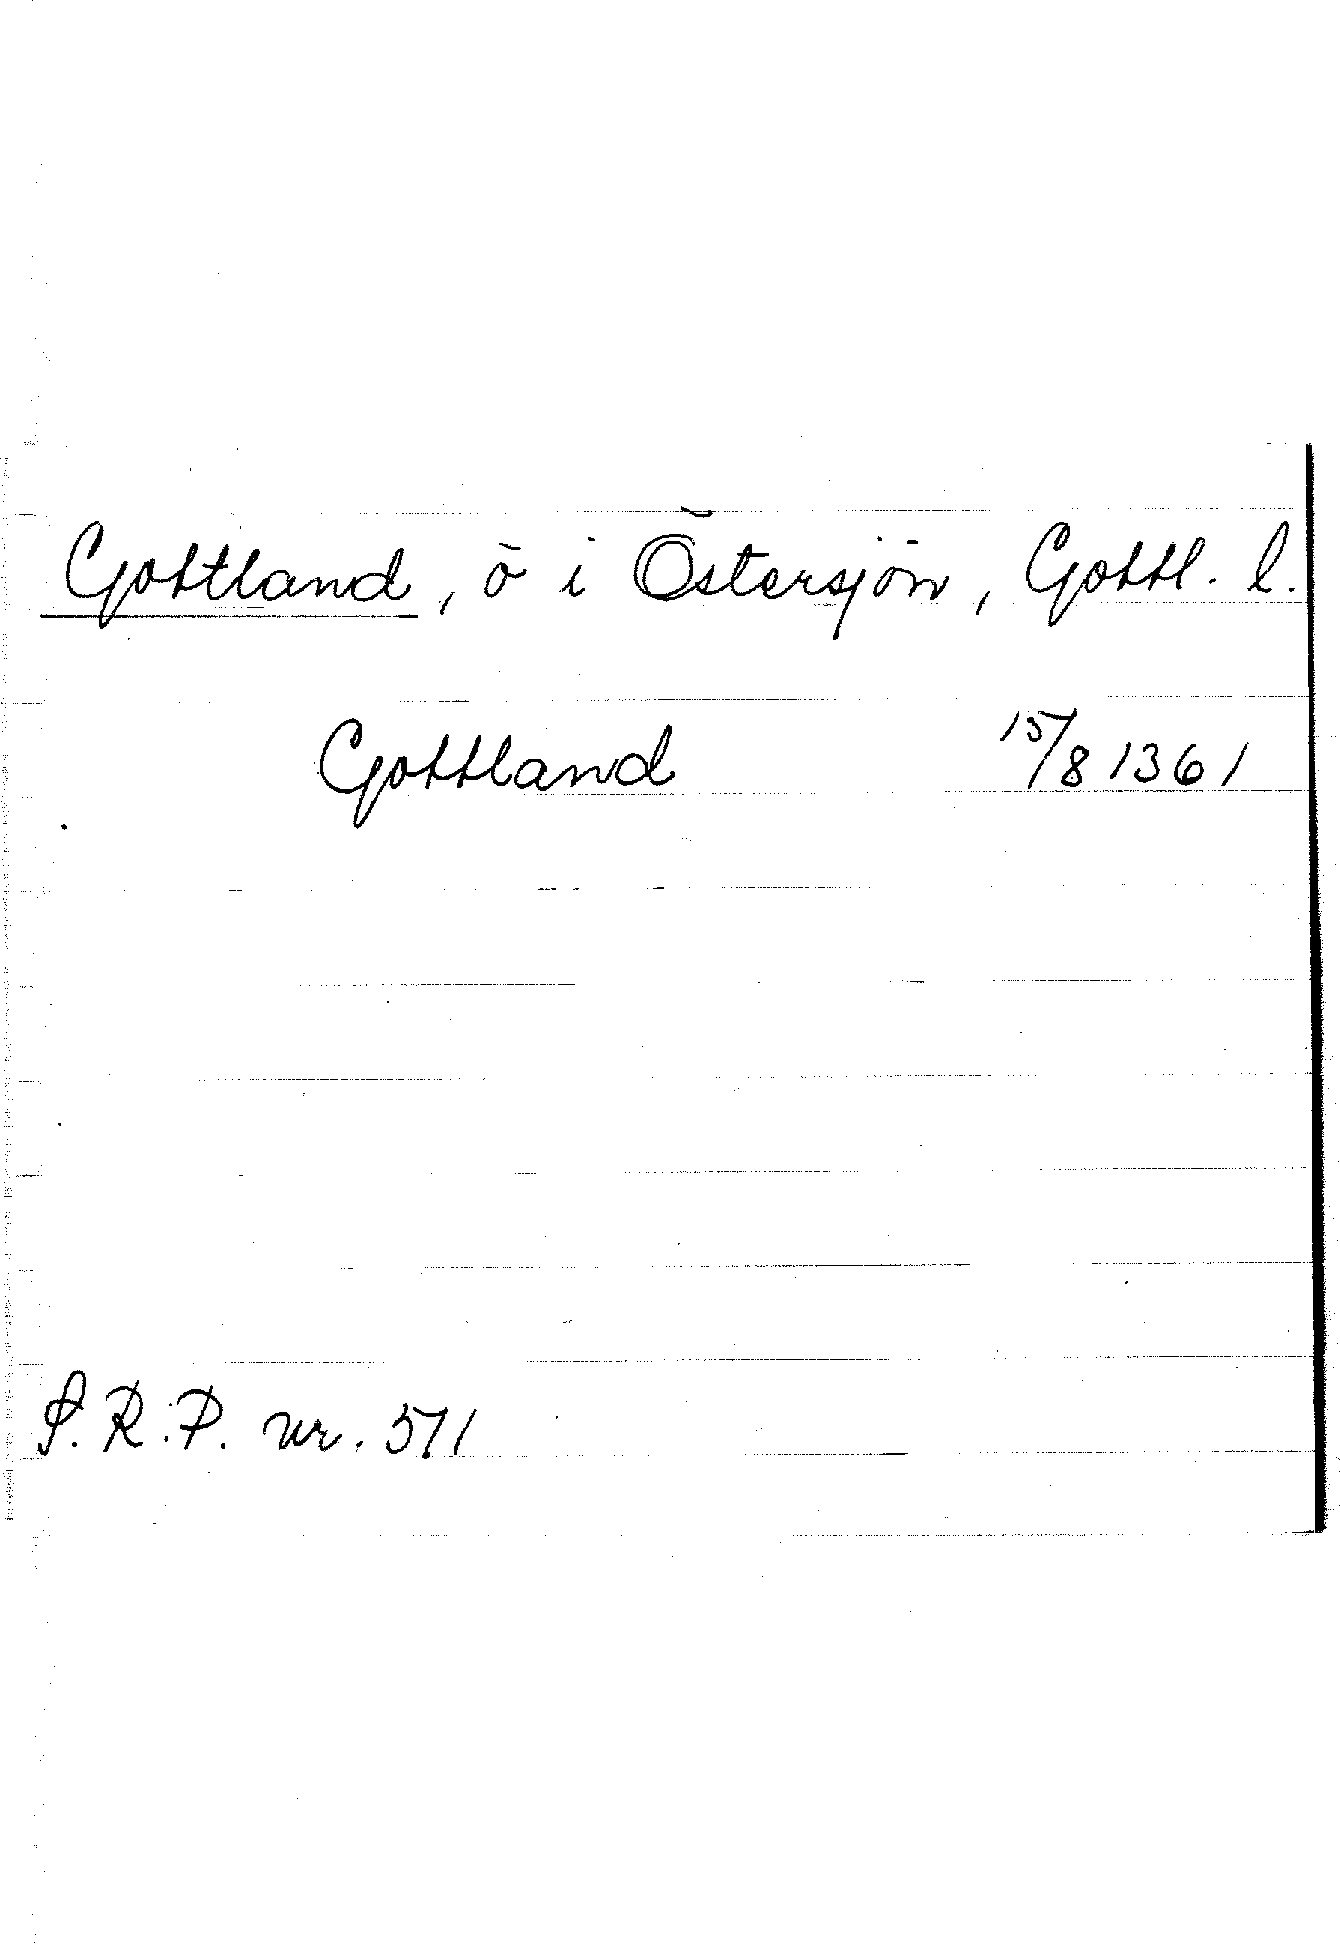 Gottland, ö i Östersjön, Gottl. l.
Gottland 15/8 1361
S.R.P. nr. 571